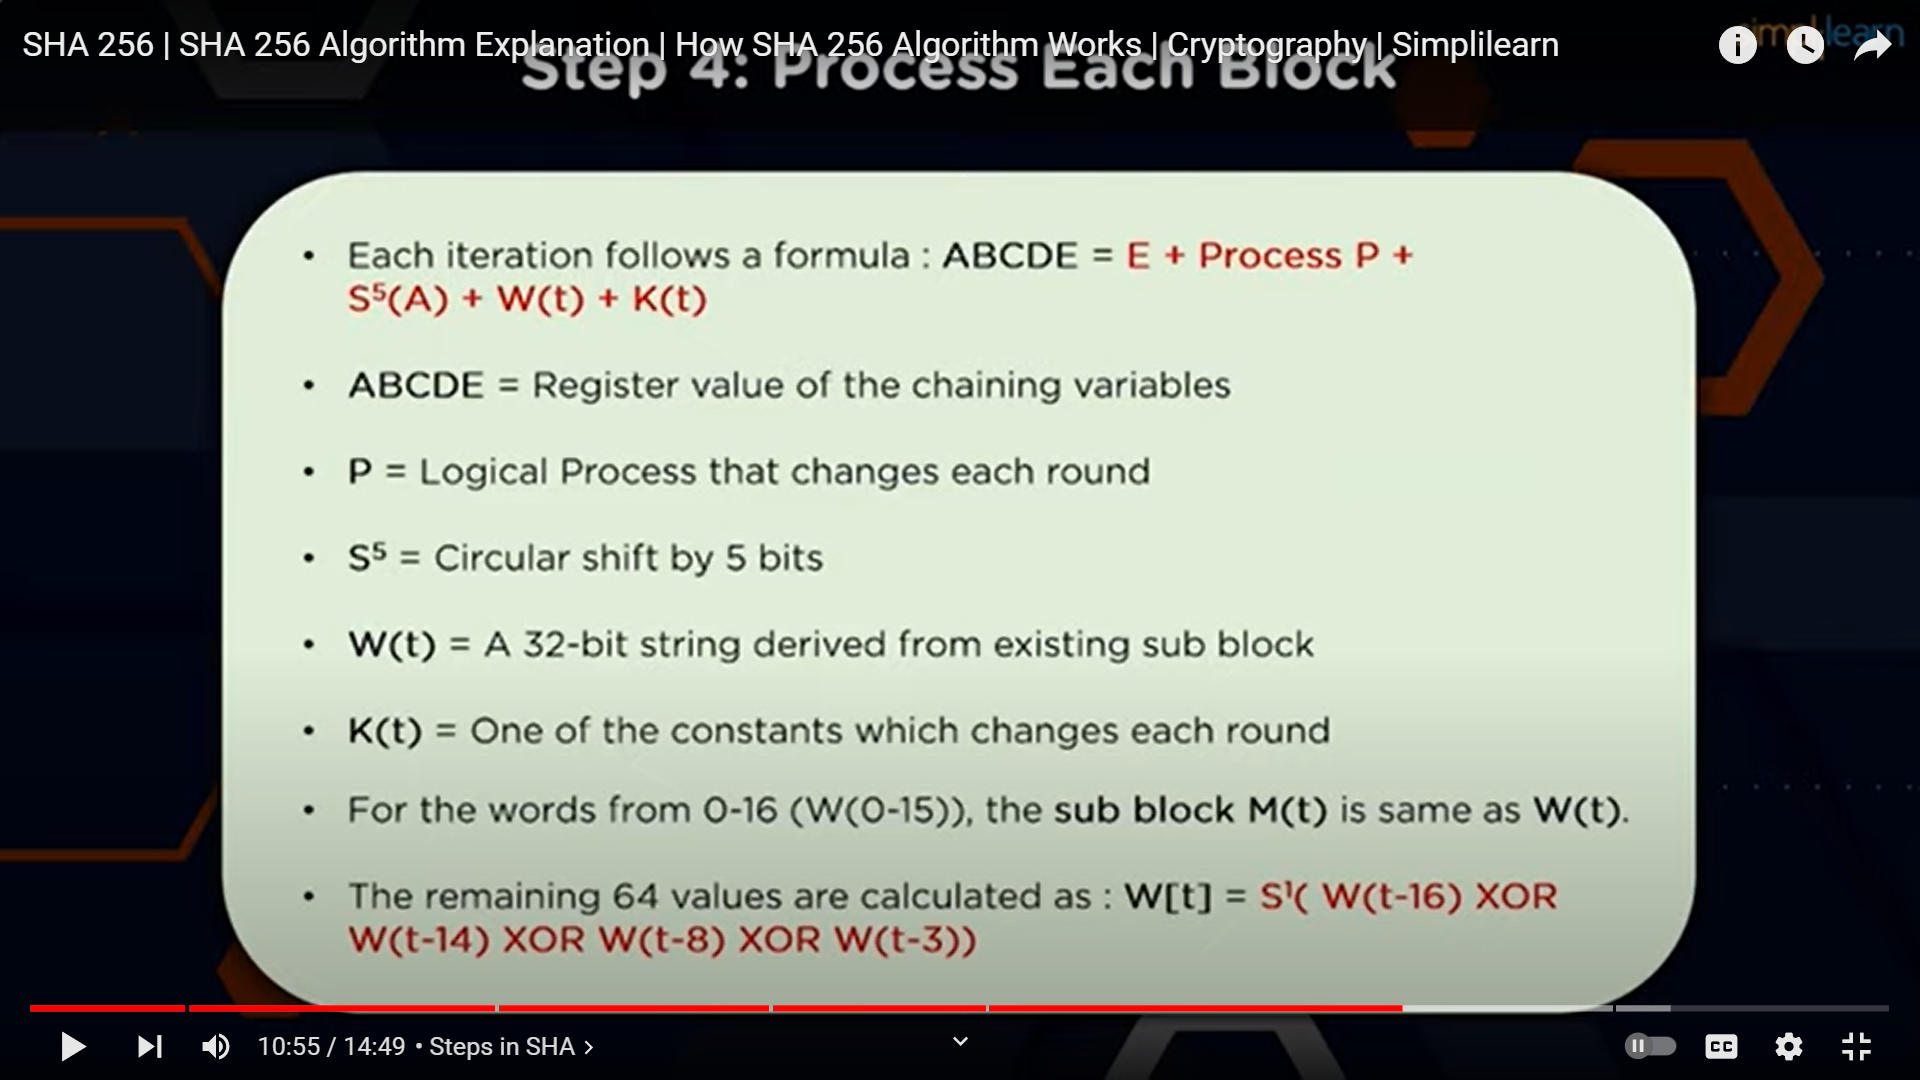 SHA 256 | SHA 256 Algorithm Explanation | How SHA 256 Algorithm Works | Cryptography | Simplilearn
simplilearn
Step 4: Process Each Block
• Each iteration follows a formula : ABCDE = E + Process P +
S⁵(A) + W(t) + K(t)
• ABCDE = Register value of the chaining variables
• P = Logical Process that changes each round
• S⁵ = Circular shift by 5 bits
• W(t) = A 32-bit string derived from existing sub block
• K(t) = One of the constants which changes each round
• For the words from 0-16 (W(0-15)), the sub block M(t) is same as W(t).
• The remaining 64 values are calculated as : W[t] = S¹( W(t-16) XOR
W(t-14) XOR W(t-8) XOR W(t-3))
10:55 / 14:49 • Steps in SHA >
CC